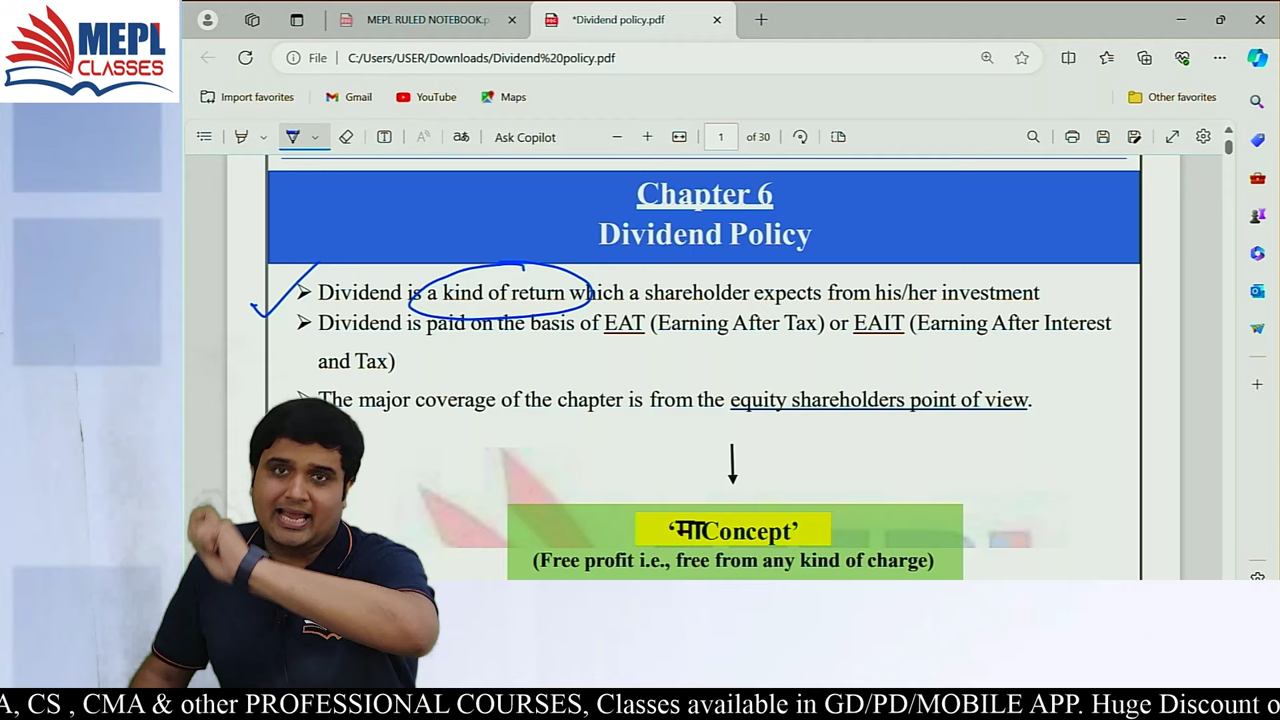 MEPL
CLASSES
MEPL RULED NOTEBOOK.p
*Dividend policy.pdf
File
C:/Users/USER/Downloads/Dividend%20policy.pdf
Import favorites
Gmail
YouTube
Maps
Other favorites
Ask Copilot
1
of 30
Chapter 6
Dividend Policy
➤ Dividend is a kind of return which a shareholder expects from his/her investment
➤ Dividend is paid on the basis of EAT (Earning After Tax) or EAIT (Earning After Interest
and Tax)
➤ The major coverage of the chapter is from the equity shareholders point of view.
‘माConcept’
(Free profit i.e., free from any kind of charge)
A, CS , CMA & other PROFESSIONAL COURSES, Classes available in GD/PD/MOBILE APP. Huge Discount o